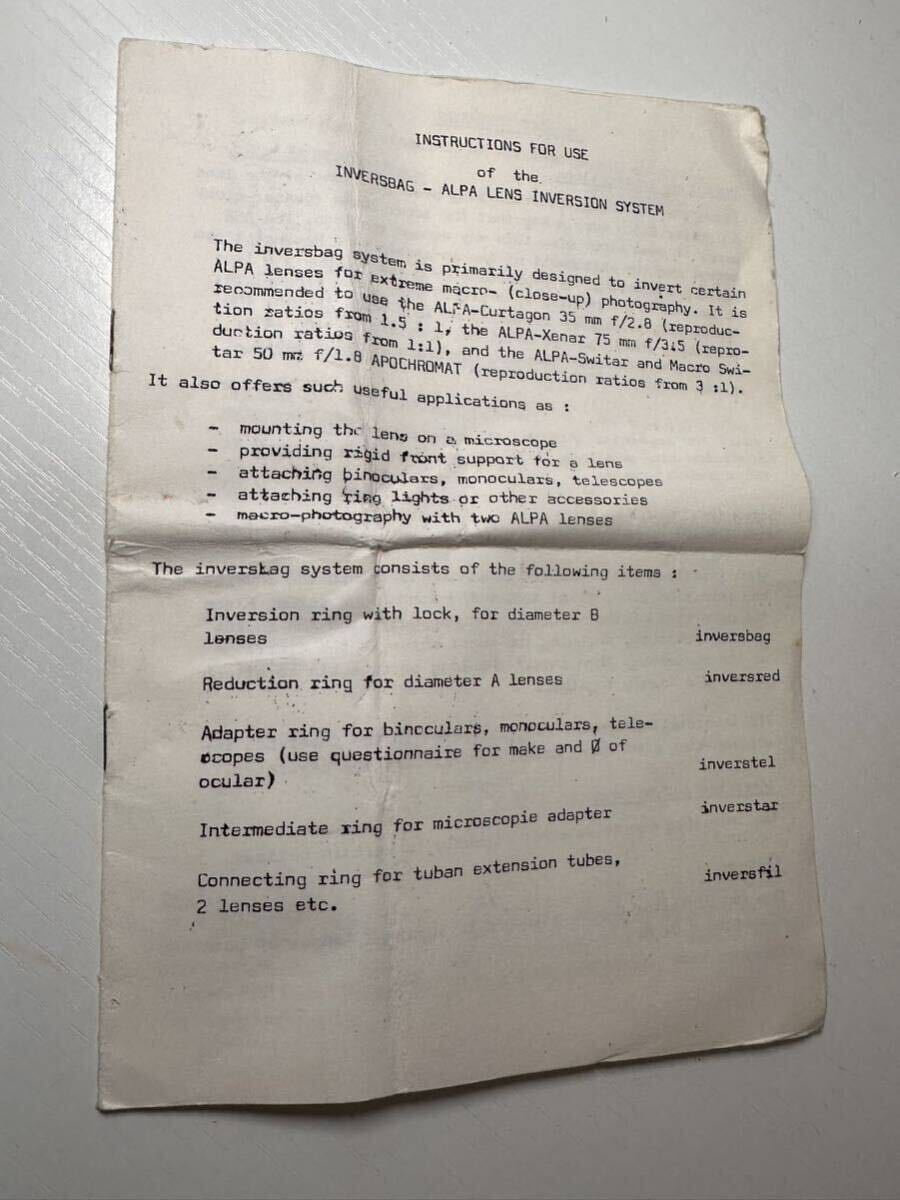 INSTRUCTIONS FOR USE
of the
INVERSBAG - ALPA LENS INVERSION SYSTEM
The inversbag system is primarily designed to invert certain
ALPA lenses for extreme macro- (close-up) photography. It is
recommended to use the ALPA-Curtagon 35 mm f/2.8 (reproduc-
tion ratios from 1.5 : 1, the ALPA-Xenar 75 mm f/3.5 (repro-
duction ratios from 1:1), and the ALPA-Switar and Macro Swi-
tar 50 mm f/1.8 APOCHROMAT (reproduction ratios from 3 :1).
It also offers such useful applications as :
- mounting the lens on a microscope
- providing rigid front support for a lens
- attaching binoculars, monoculars, telescopes
- attaching ring lights or other accessories
- macro-photography with two ALPA lenses
The inversbag system consists of the following items :
Inversion ring with lock, for diameter B
lenses inversbag
Reduction ring for diameter A lenses inversred
Adapter ring for binoculars, monoculars, tele-
scopes (use questionnaire for make and Ø of
ocular) inverstel
Intermediate ring for microscopie adapter inverstar
Connecting ring for tuban extension tubes, inversfil
2 lenses etc.